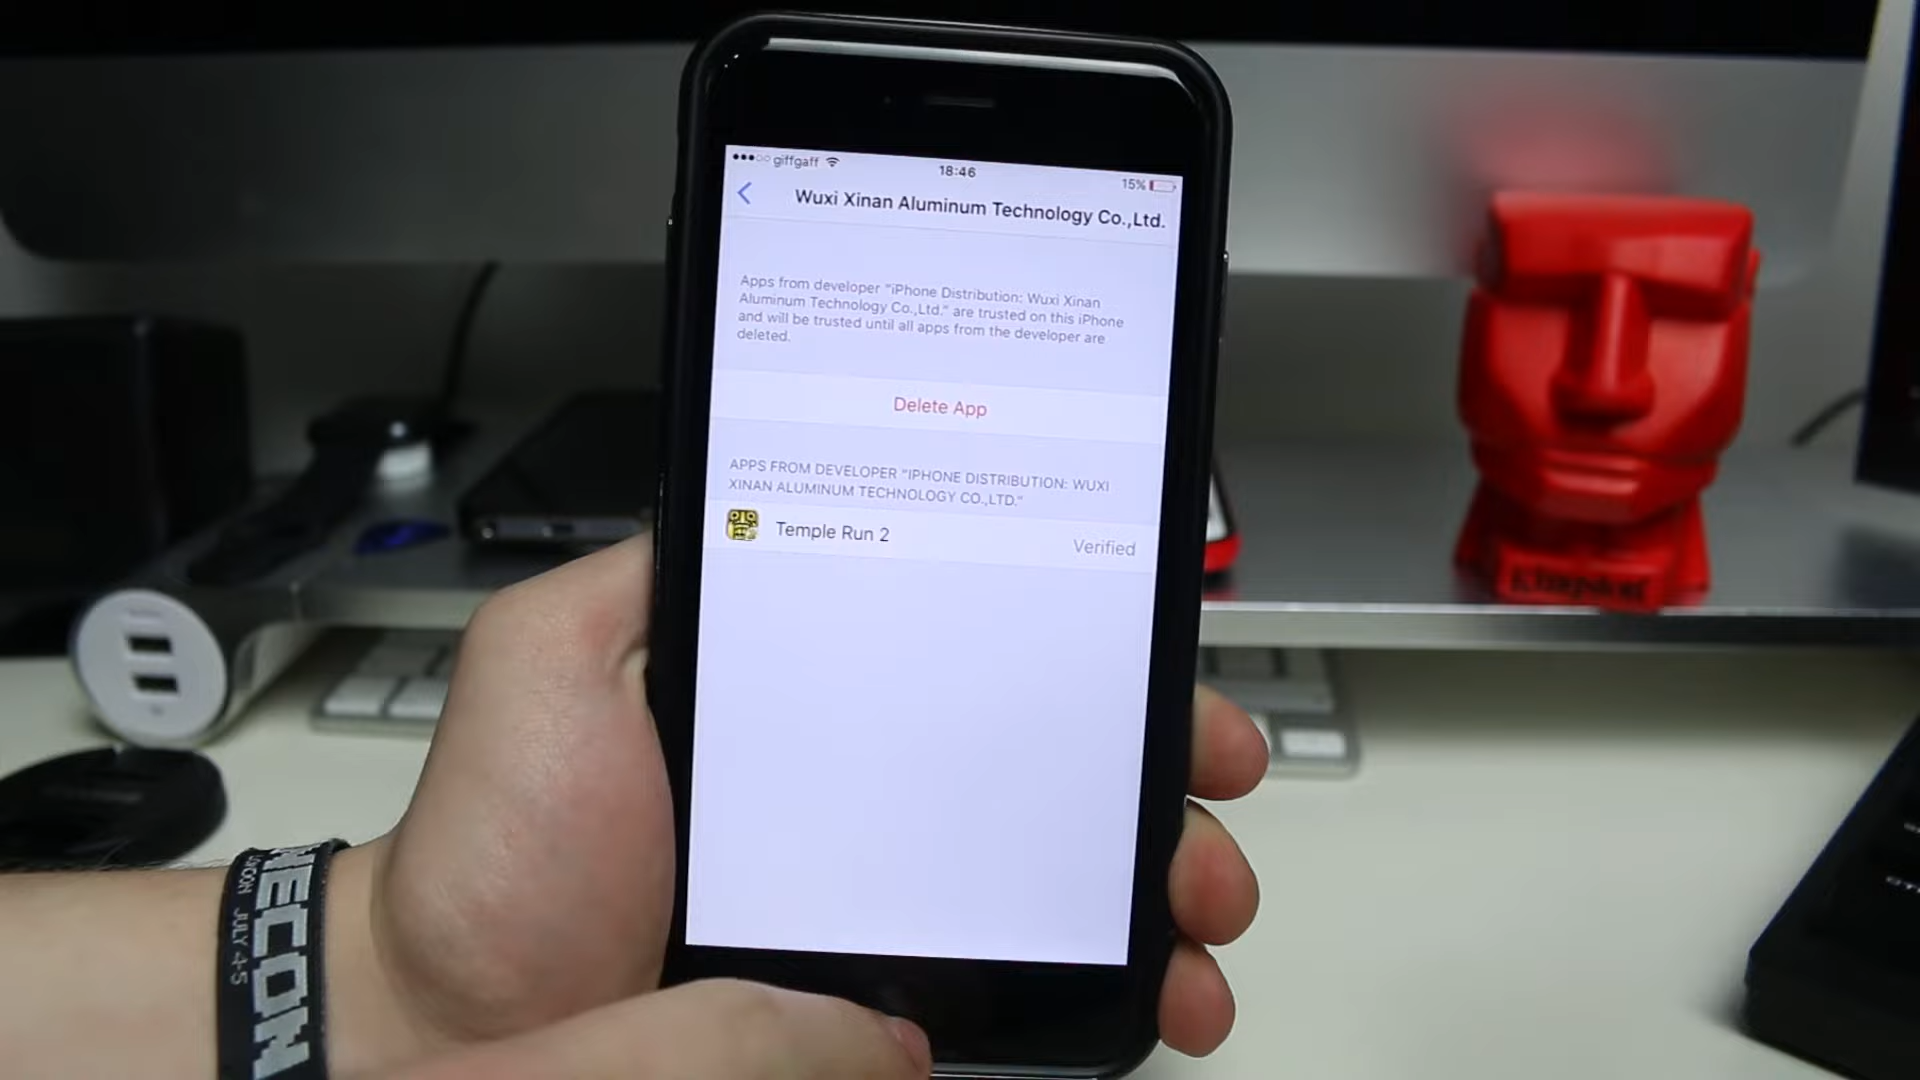 giffgaff
18:46
15%
Wuxi Xinan Aluminum Technology Co.,Ltd.
Apps from developer "iPhone Distribution: Wuxi Xinan
Aluminum Technology Co.,Ltd." are trusted on this iPhone
and will be trusted until all apps from the developer are
deleted.
Delete App
APPS FROM DEVELOPER "IPHONE DISTRIBUTION: WUXI
XINAN ALUMINUM TECHNOLOGY CO.,LTD."
Temple Run 2
Verified
NECON
LONDON JULY 4-5